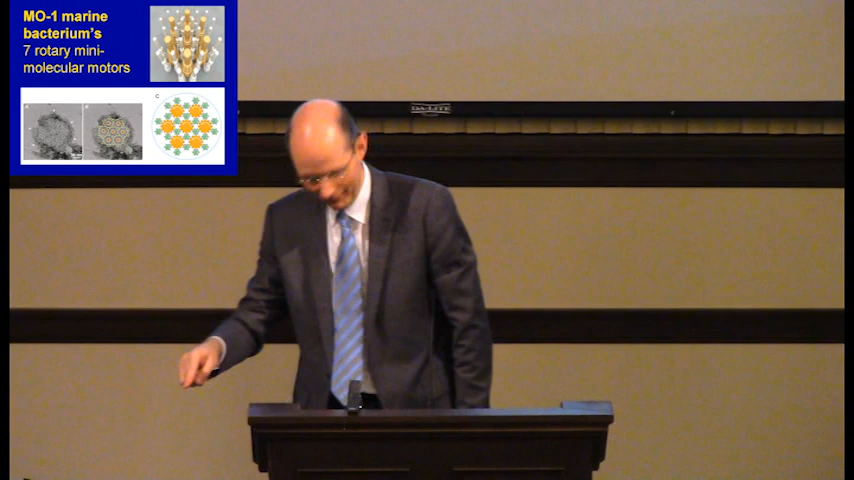 MO-1 marine
bacterium's
7 rotary mini-
molecular motors
A
B
C
DA-LITE